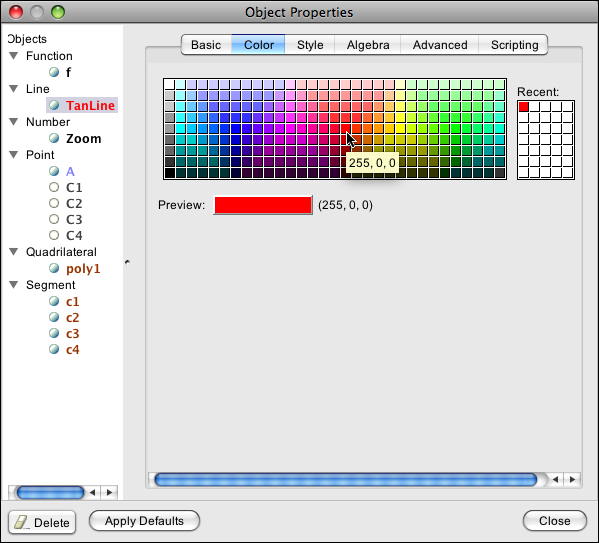 Object Properties
Objects
Function
f
Line
TanLine
Number
Zoom
Point
A
C1
C2
C3
C4
Quadrilateral
poly1
Segment
c1
c2
c3
c4
Basic Color Style Algebra Advanced Scripting
Recent:
255, 0, 0
Preview: (255, 0, 0)
Delete Apply Defaults Close